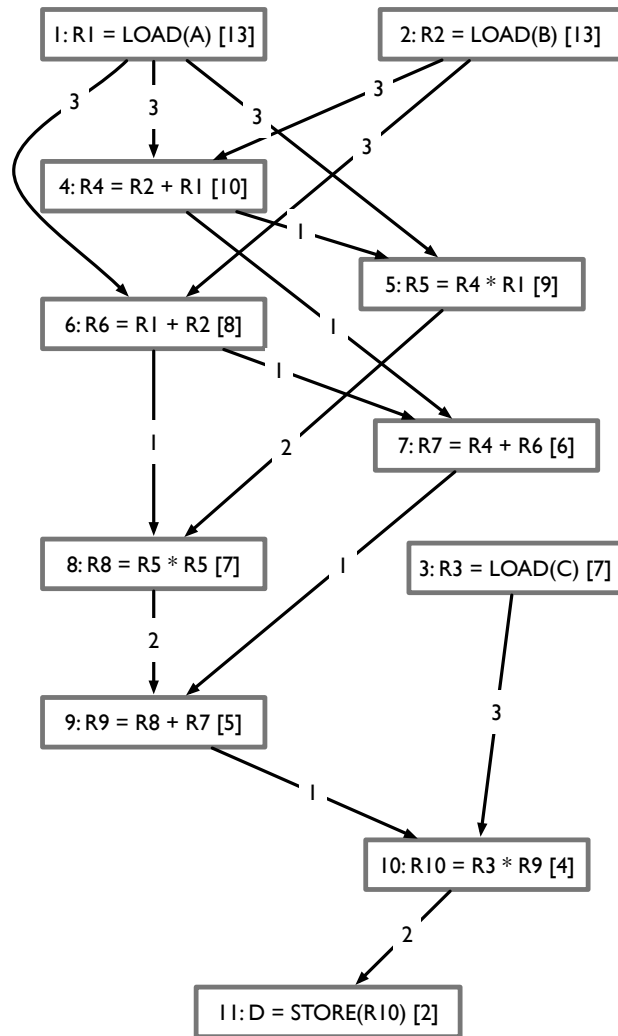 1: R1 = LOAD(A) [13]
2: R2 = LOAD(B) [13]
3
3
3
3
3
4: R4 = R2 + R1 [10]
1
5: R5 = R4 * R1 [9]
6: R6 = R1 + R2 [8]
1
1
1
2
7: R7 = R4 + R6 [6]
8: R8 = R5 * R5 [7]
1
3: R3 = LOAD(C) [7]
2
9: R9 = R8 + R7 [5]
3
1
10: R10 = R3 * R9 [4]
2
11: D = STORE(R10) [2]